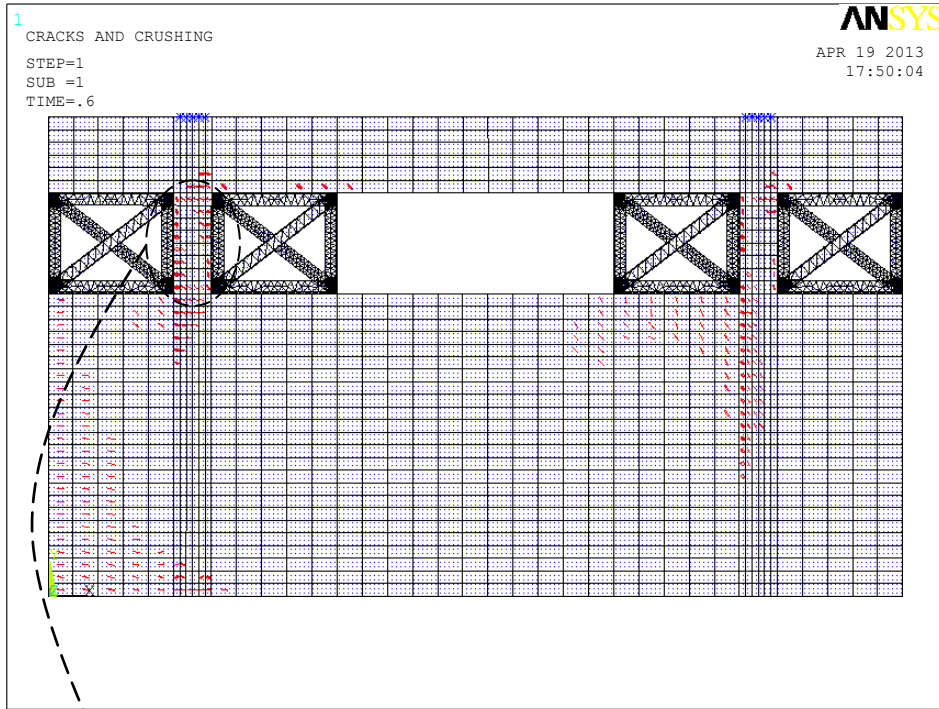 1
CRACKS AND CRUSHING
STEP=1
SUB =1
TIME=.6
ANSYS
APR 19 2013
17:50:04
X